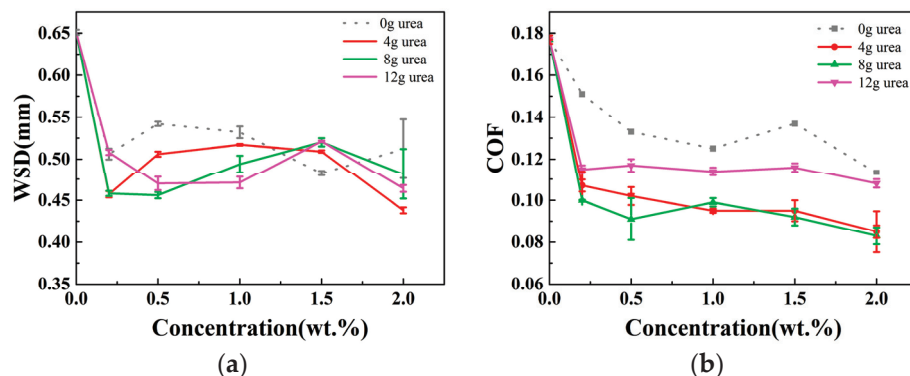 (a)
0g urea
4g urea
8g urea
12g urea
WSD(mm)
0.65
0.60
0.55
0.50
0.45
0.40
0.35
0.0 0.5 1.0 1.5 2.0
Concentration(wt.%)
(a)
(b)
0g urea
4g urea
8g urea
12g urea
COF
0.18
0.16
0.14
0.12
0.10
0.08
0.06
0.0 0.5 1.0 1.5 2.0
Concentration(wt.%)
(b)